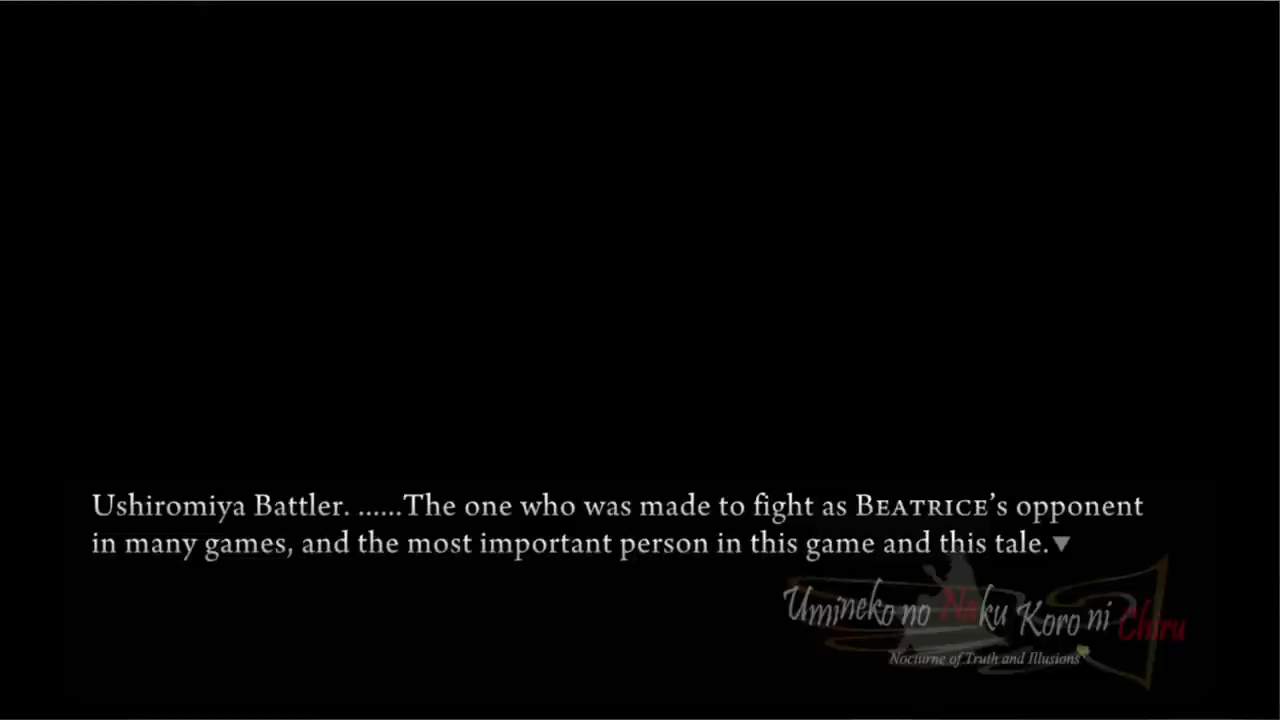 Ushiromiya Battler. ......The one who was made to fight as BEATRICE's opponent
in many games, and the most important person in this game and this tale.
Umineko no Naku Koro ni Chiru
Nocturne of Truth and Illusions